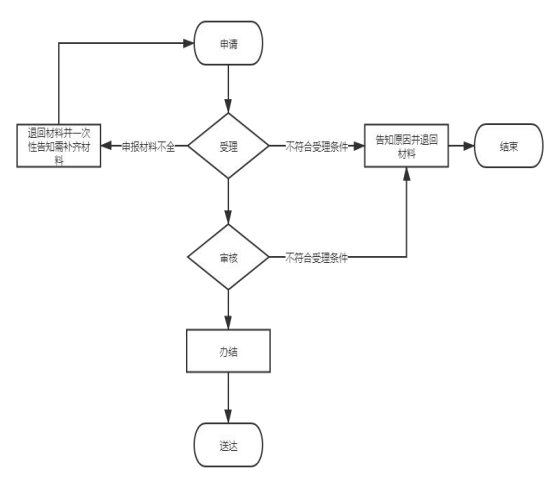 申请
退回材料并一次
性告知需补齐材
料
申报材料不全
受理
不符合受理条件
告知原因并退回
材料
结束
审核
不符合受理条件
办结
送达